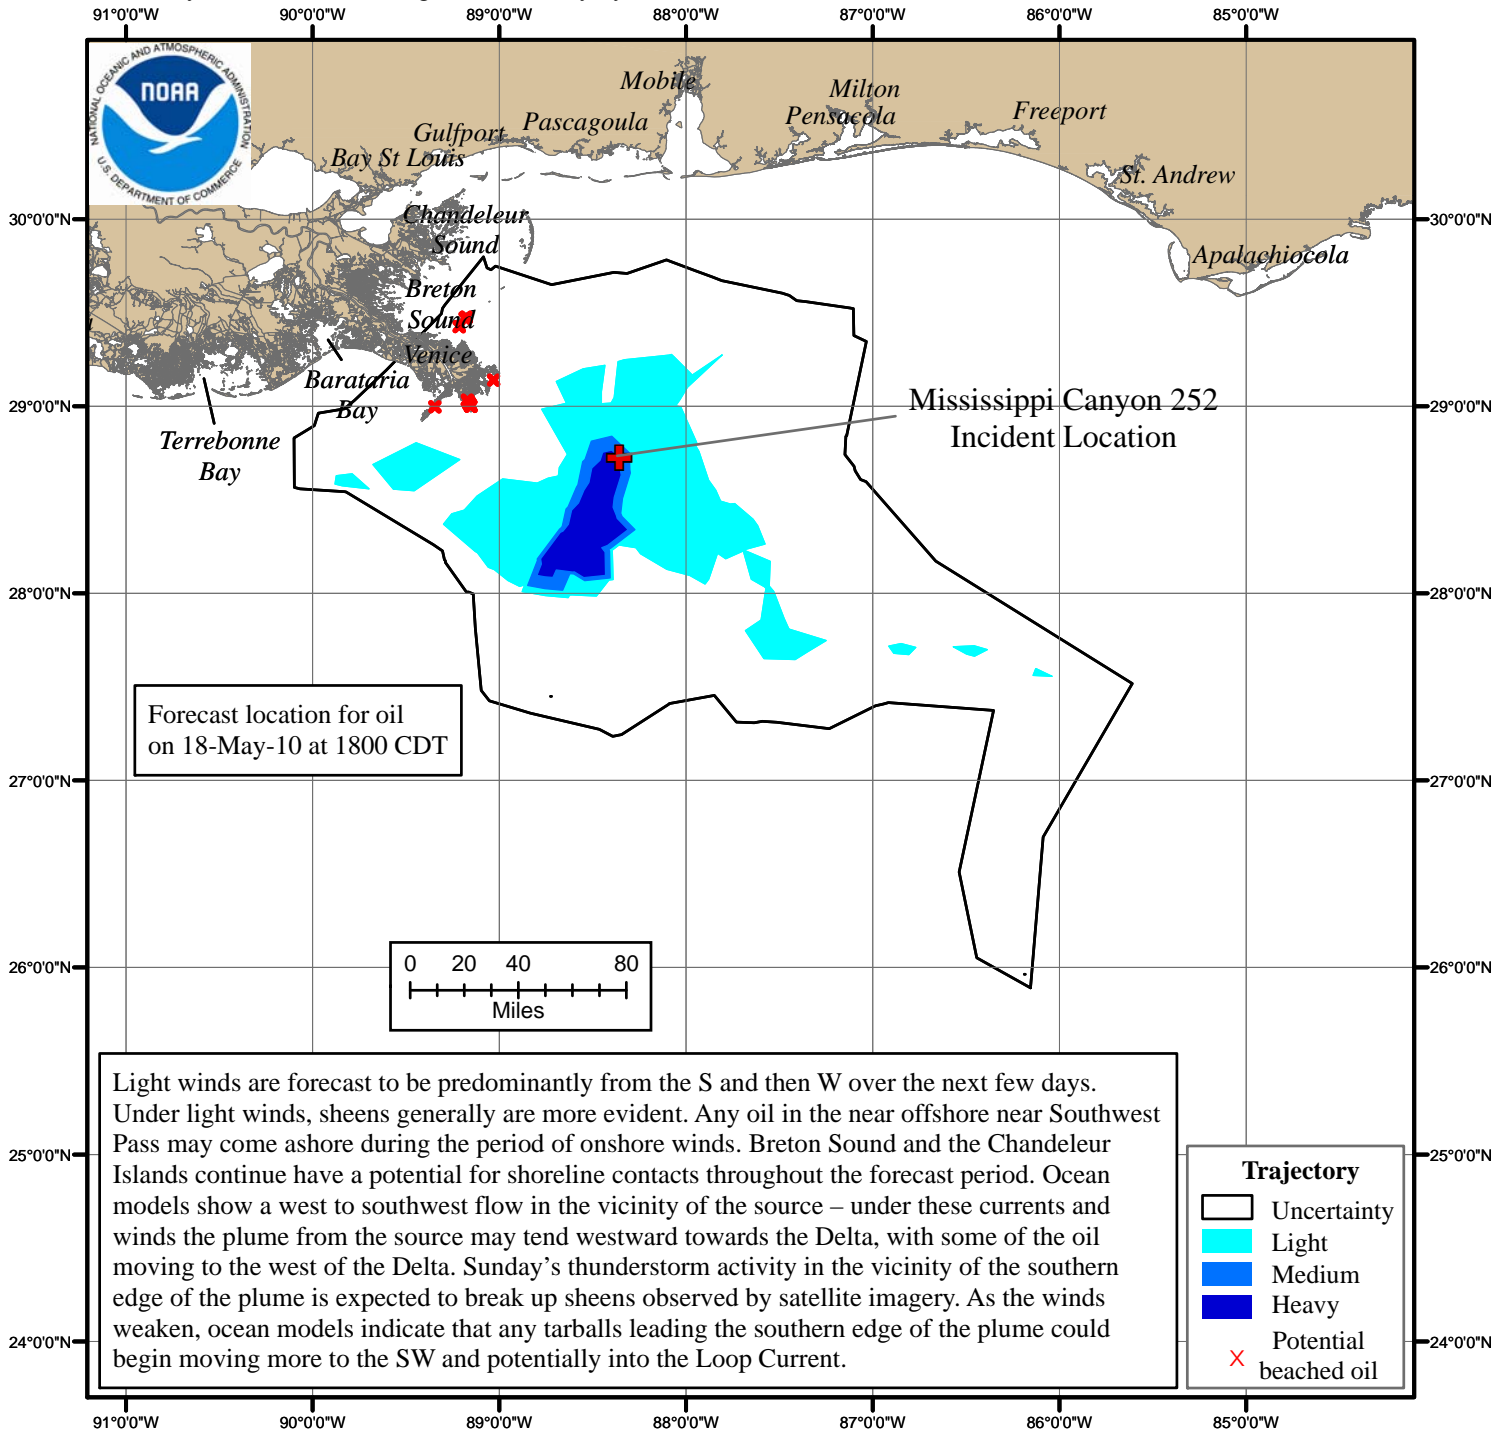 91°0'0"W 90°0'0"W 89°0'0"W 88°0'0"W 87°0'0"W 86°0'0"W 85°0'0"W
NATIONAL OCEANIC AND ATMOSPHERIC ADMINISTRATION
NOAA
U.S. DEPARTMENT OF COMMERCE
Mobile
Milton
Pensacola
Freeport
Pascagoula
Gulfport
Bay St Louis
St. Andrew
30°0'0"N 30°0'0"N
Chandeleur
Sound
Apalachiocola
Breton
Sound
Venice
Barataria
Bay
29°0'0"N 29°0'0"N
Mississippi Canyon 252
Incident Location
Terrebonne
Bay
28°0'0"N 28°0'0"N
Forecast location for oil
on 18-May-10 at 1800 CDT
27°0'0"N 27°0'0"N
26°0'0"N 26°0'0"N
0 20 40 80
Miles
Light winds are forecast to be predominantly from the S and then W over the next few days.
Under light winds, sheens generally are more evident. Any oil in the near offshore near Southwest
Pass may come ashore during the period of onshore winds. Breton Sound and the Chandeleur
Islands continue have a potential for shoreline contacts throughout the forecast period. Ocean
models show a west to southwest flow in the vicinity of the source – under these currents and
winds the plume from the source may tend westward towards the Delta, with some of the oil
moving to the west of the Delta. Sunday's thunderstorm activity in the vicinity of the southern
edge of the plume is expected to break up sheens observed by satellite imagery. As the winds
weaken, ocean models indicate that any tarballs leading the southern edge of the plume could
begin moving more to the SW and potentially into the Loop Current.
25°0'0"N 25°0'0"N
Trajectory
Uncertainty
Light
Medium
Heavy
X Potential
beached oil
24°0'0"N 24°0'0"N
91°0'0"W 90°0'0"W 89°0'0"W 88°0'0"W 87°0'0"W 86°0'0"W 85°0'0"W